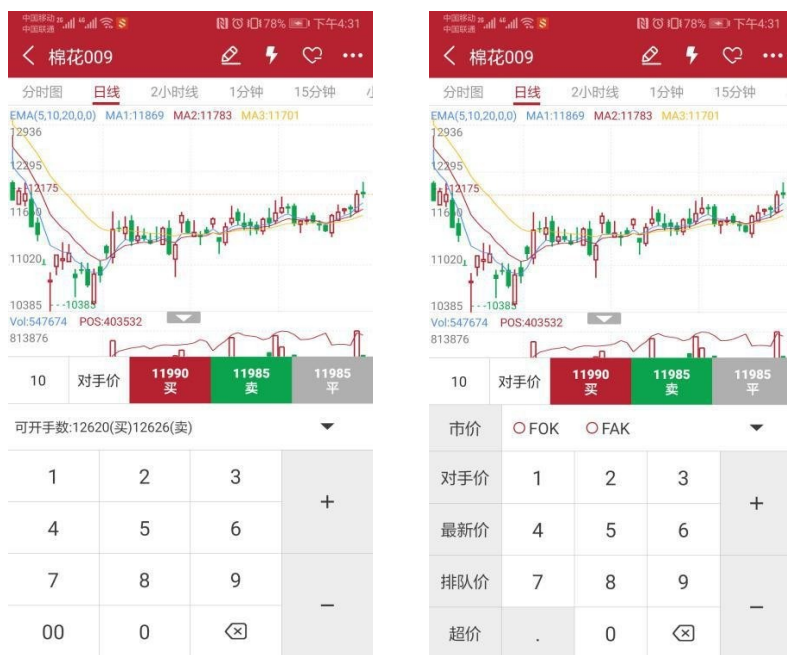 中国移动 26 46 S 78% 下午4:31
中国联通
棉花009
分时图 日线 2小时线 1分钟 15分钟
EMA(5,10,20,0,0) MA1:11869 MA2:11783 MA3:11701
12936
12295
12175
11660
11020
10385 ---10385
Vol:547674 POS:403532
813876
10 对手价 11990 11985 11985
买 卖 平
可开手数:12620(买)12626(卖)
1 2 3
+
4 5 6
7 8 9
−
00 0
中国移动 26 46 S 78% 下午4:31
中国联通
棉花009
分时图 日线 2小时线 1分钟 15分钟
EMA(5,10,20,0,0) MA1:11869 MA2:11783 MA3:11701
12936
12295
12175
11020
10385 ---10385
Vol:547674 POS:403532
813876
10 对手价 11990 11985 11985
买 卖 平
市价 FOK FAK
对手价 1 2 3
+
最新价 4 5 6
排队价 7 8 9
−
超价 . 0